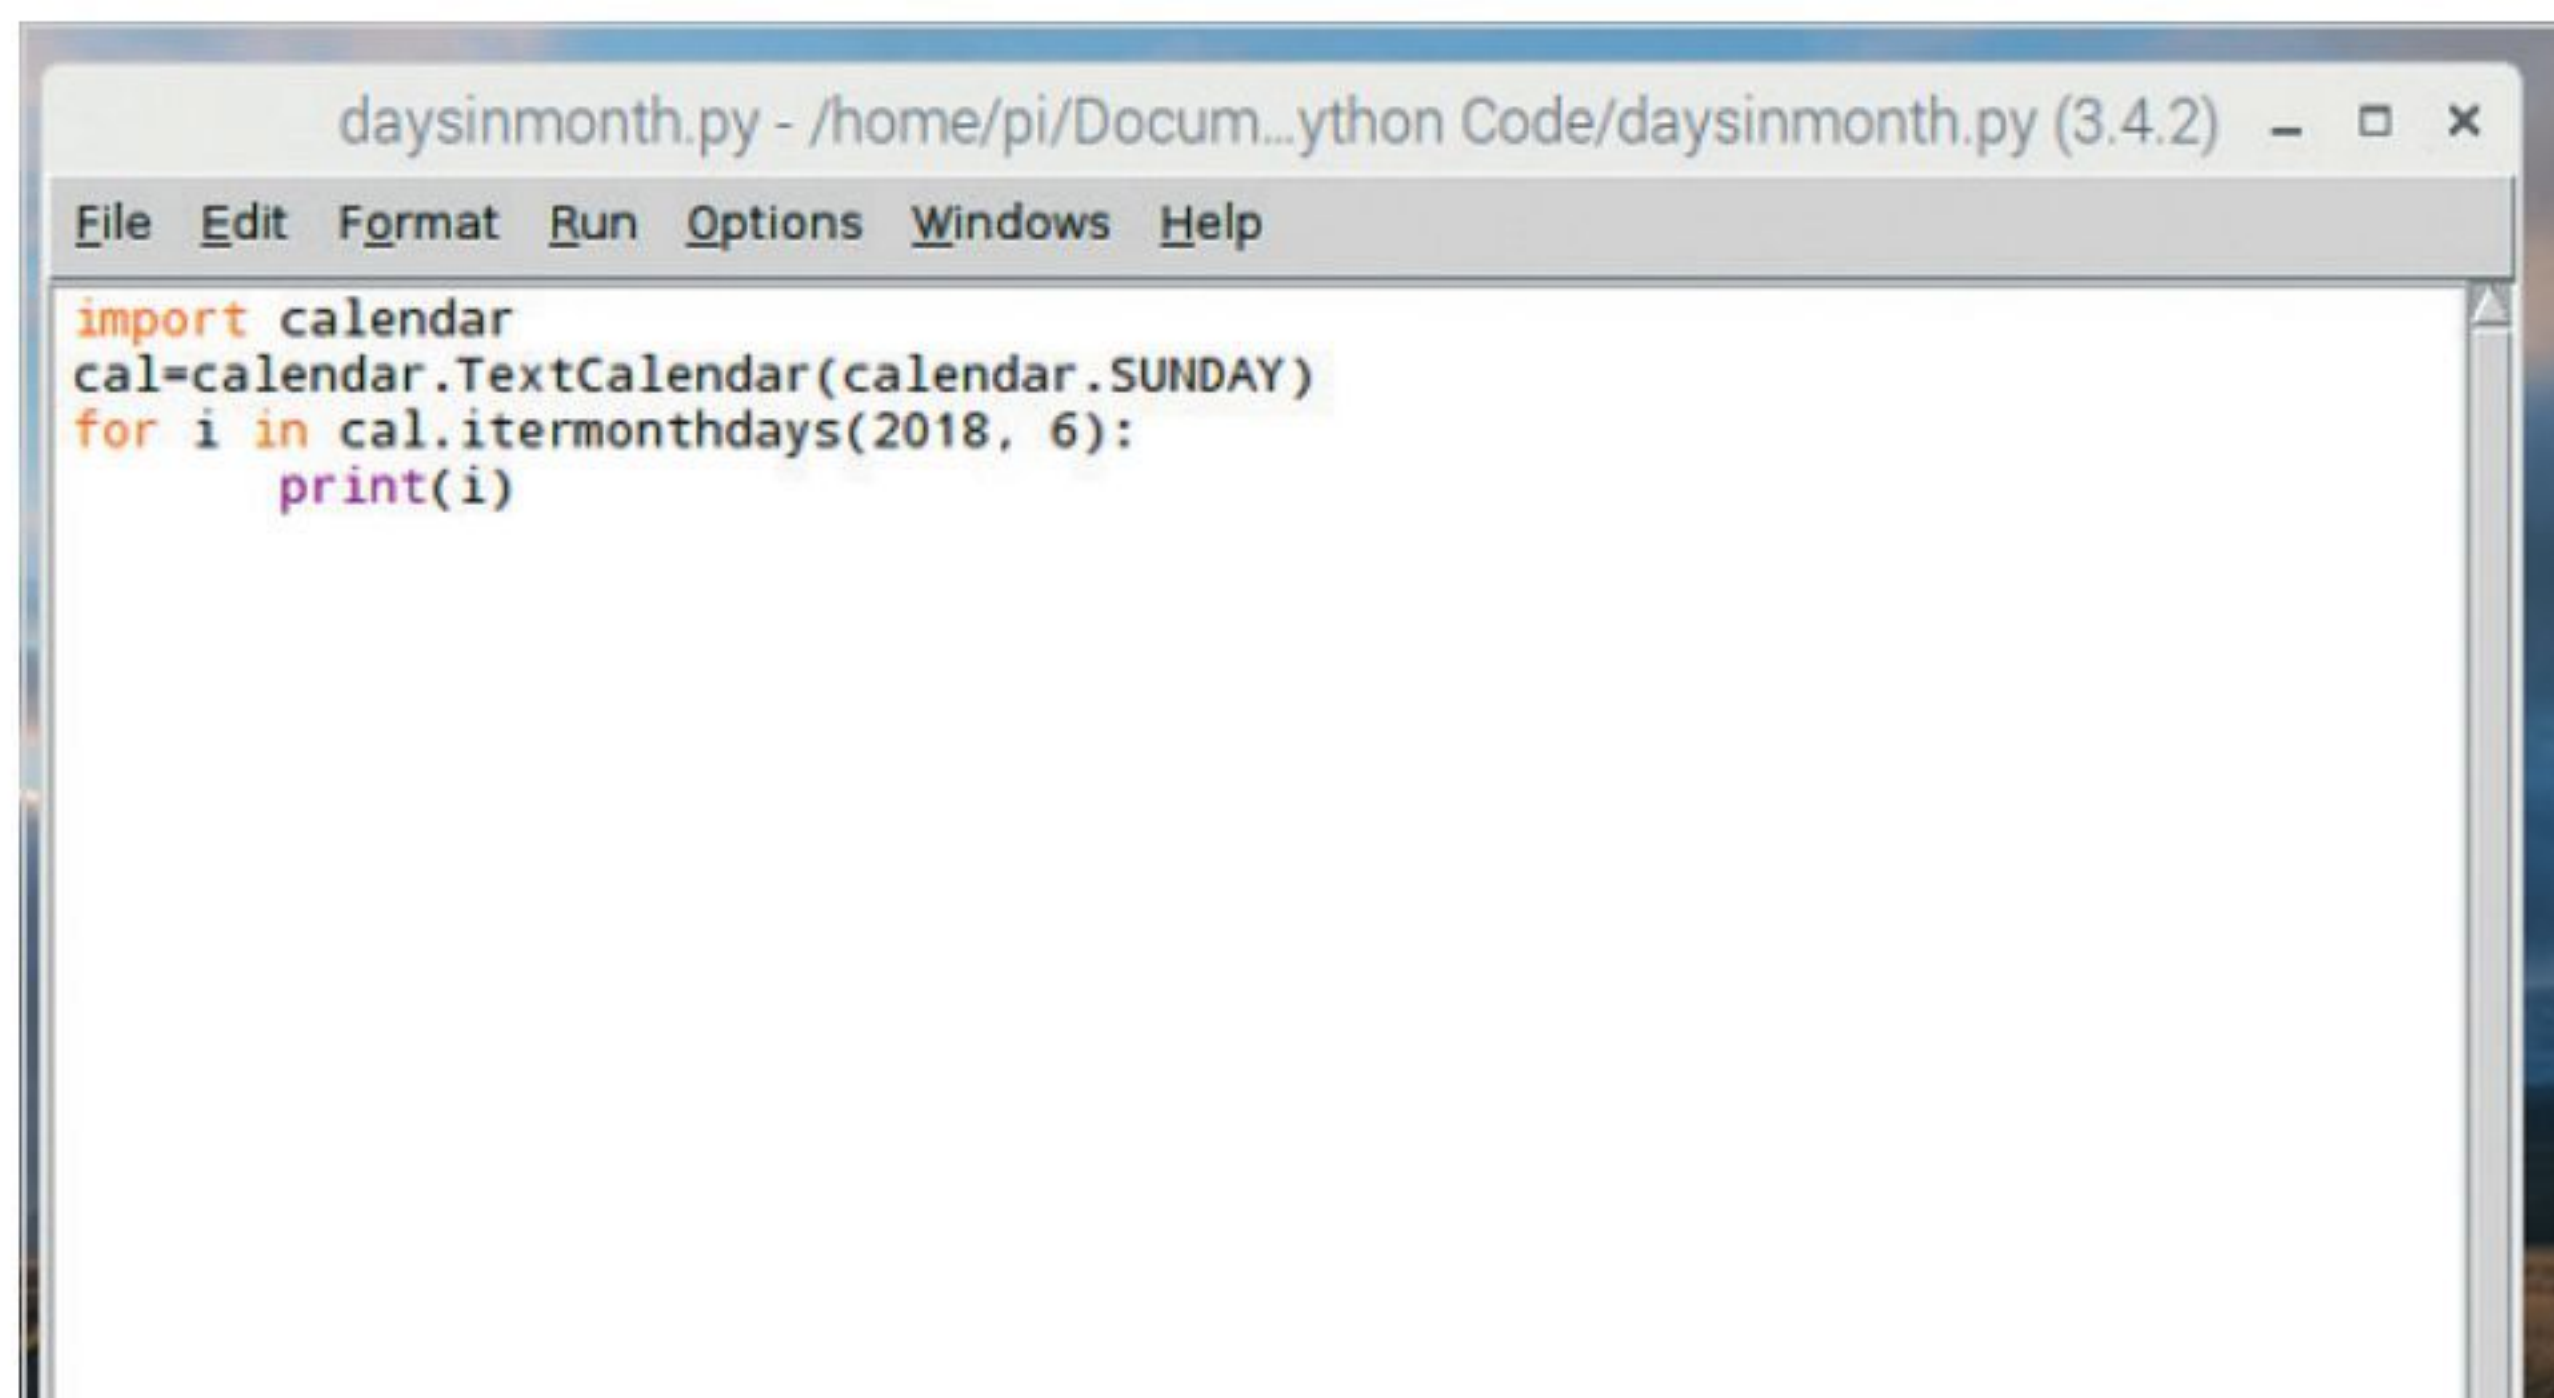 daysinmonth.py - /home/pi/Docum...ython Code/daysinmonth.py (3.4.2)
File Edit Format Run Options Windows Help
import calendar
cal=calendar.TextCalendar(calendar.SUNDAY)
for i in cal.itermonthdays(2018, 6):
       print(i)